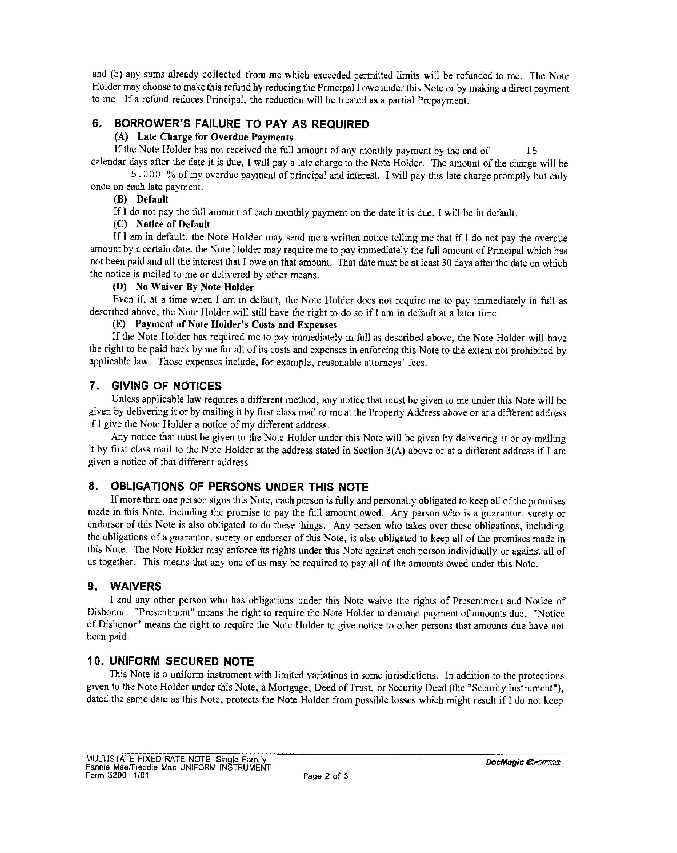 and (b) any sums already collected from me which exceeded permitted limits will be refunded to me. The Note
Holder may choose to make this refund by reducing the Principal I owe under this Note or by making a direct payment
to me. If a refund reduces Principal, the reduction will be treated as a partial Prepayment.
6. BORROWER'S FAILURE TO PAY AS REQUIRED
(A) Late Charge for Overdue Payments
If the Note Holder has not received the full amount of any monthly payment by the end of 15
calendar days after the date it is due, I will pay a late charge to the Note Holder. The amount of the charge will be
5.000 % of my overdue payment of principal and interest. I will pay this late charge promptly but only
once on each late payment.
(B) Default
If I do not pay the full amount of each monthly payment on the date it is due, I will be in default.
(C) Notice of Default
If I am in default, the Note Holder may send me a written notice telling me that if I do not pay the overdue
amount by a certain date, the Note Holder may require me to pay immediately the full amount of Principal which has
not been paid and all the interest that I owe on that amount. That date must be at least 30 days after the date on which
the notice is mailed to me or delivered by other means.
(D) No Waiver By Note Holder
Even if, at a time when I am in default, the Note Holder does not require me to pay immediately in full as
described above, the Note Holder will still have the right to do so if I am in default at a later time.
(E) Payment of Note Holder's Costs and Expenses
If the Note Holder has required me to pay immediately in full as described above, the Note Holder will have
the right to be paid back by me for all of its costs and expenses in enforcing this Note to the extent not prohibited by
applicable law. Those expenses include, for example, reasonable attorneys' fees.
7. GIVING OF NOTICES
Unless applicable law requires a different method, any notice that must be given to me under this Note will be
given by delivering it or by mailing it by first class mail to me at the Property Address above or at a different address
if I give the Note Holder a notice of my different address.
Any notice that must be given to the Note Holder under this Note will be given by delivering it or by mailing
it by first class mail to the Note Holder at the address stated in Section 3(A) above or at a different address if I am
given a notice of that different address.
8. OBLIGATIONS OF PERSONS UNDER THIS NOTE
If more than one person signs this Note, each person is fully and personally obligated to keep all of the promises
made in this Note, including the promise to pay the full amount owed. Any person who is a guarantor, surety or
endorser of this Note is also obligated to do these things. Any person who takes over these obligations, including
the obligations of a guarantor, surety or endorser of this Note, is also obligated to keep all of the promises made in
this Note. The Note Holder may enforce its rights under this Note against each person individually or against all of
us together. This means that any one of us may be required to pay all of the amounts owed under this Note.
9. WAIVERS
I and any other person who has obligations under this Note waive the rights of Presentment and Notice of
Dishonor. "Presentment" means the right to require the Note Holder to demand payment of amounts due. "Notice
of Dishonor" means the right to require the Note Holder to give notice to other persons that amounts due have not
been paid.
10. UNIFORM SECURED NOTE
This Note is a uniform instrument with limited variations in some jurisdictions. In addition to the protections
given to the Note Holder under this Note, a Mortgage, Deed of Trust, or Security Deed (the "Security Instrument"),
dated the same date as this Note, protects the Note Holder from possible losses which might result if I do not keep
MULTISTATE FIXED RATE NOTE--Single Family
Fannie Mae/Freddie Mac UNIFORM INSTRUMENT
Form 3200 1/01
Page 2 of 3
DocMagic